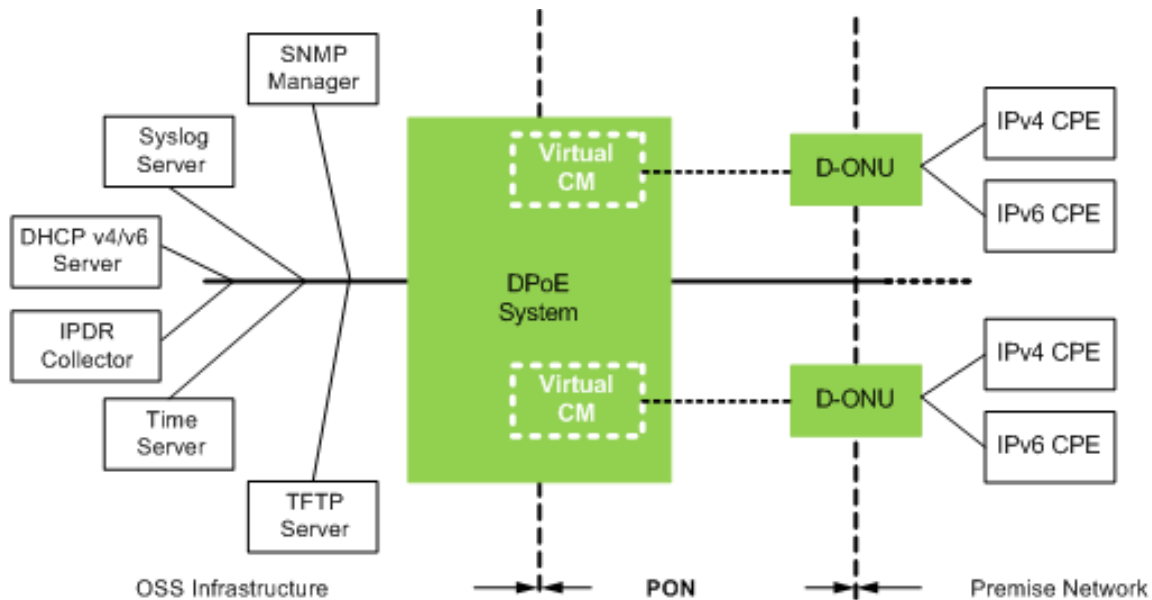 SNMP
Manager
Syslog
Server
DHCP v4/v6
Server
IPDR
Collector
Time
Server
TFTP
Server
Virtual
CM
DPoE
System
Virtual
CM
D-ONU
IPv4 CPE
IPv6 CPE
D-ONU
IPv4 CPE
IPv6 CPE
OSS Infrastructure
PON
Premise Network